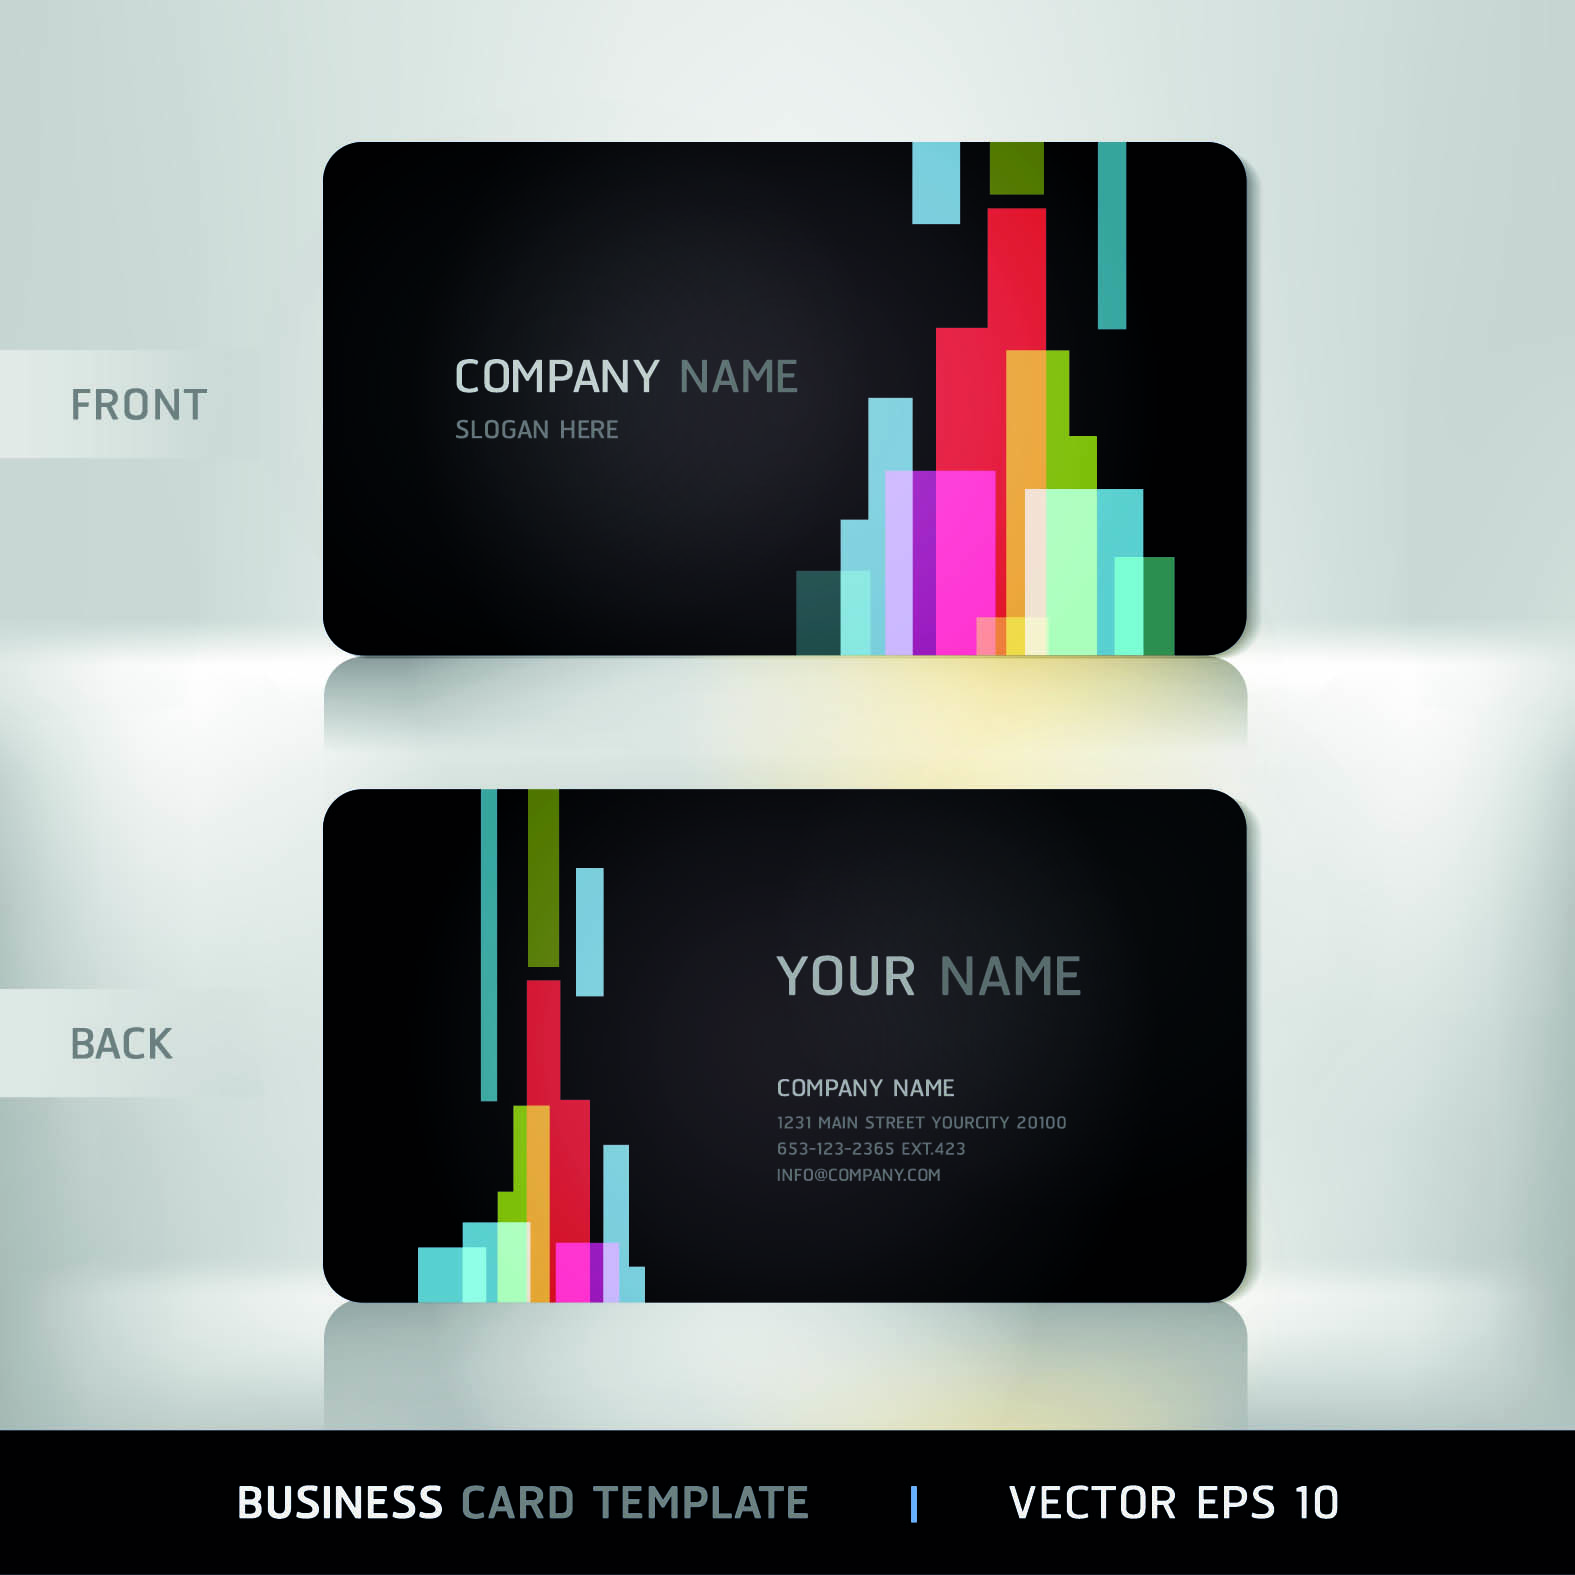 FRONT
COMPANY NAME
SLOGAN HERE
BACK
YOUR NAME
COMPANY NAME
1231 MAIN STREET YOURCITY 20100
653-123-2365 EXT.423
INFO@COMPANY.COM
BUSINESS CARD TEMPLATE | VECTOR EPS 10